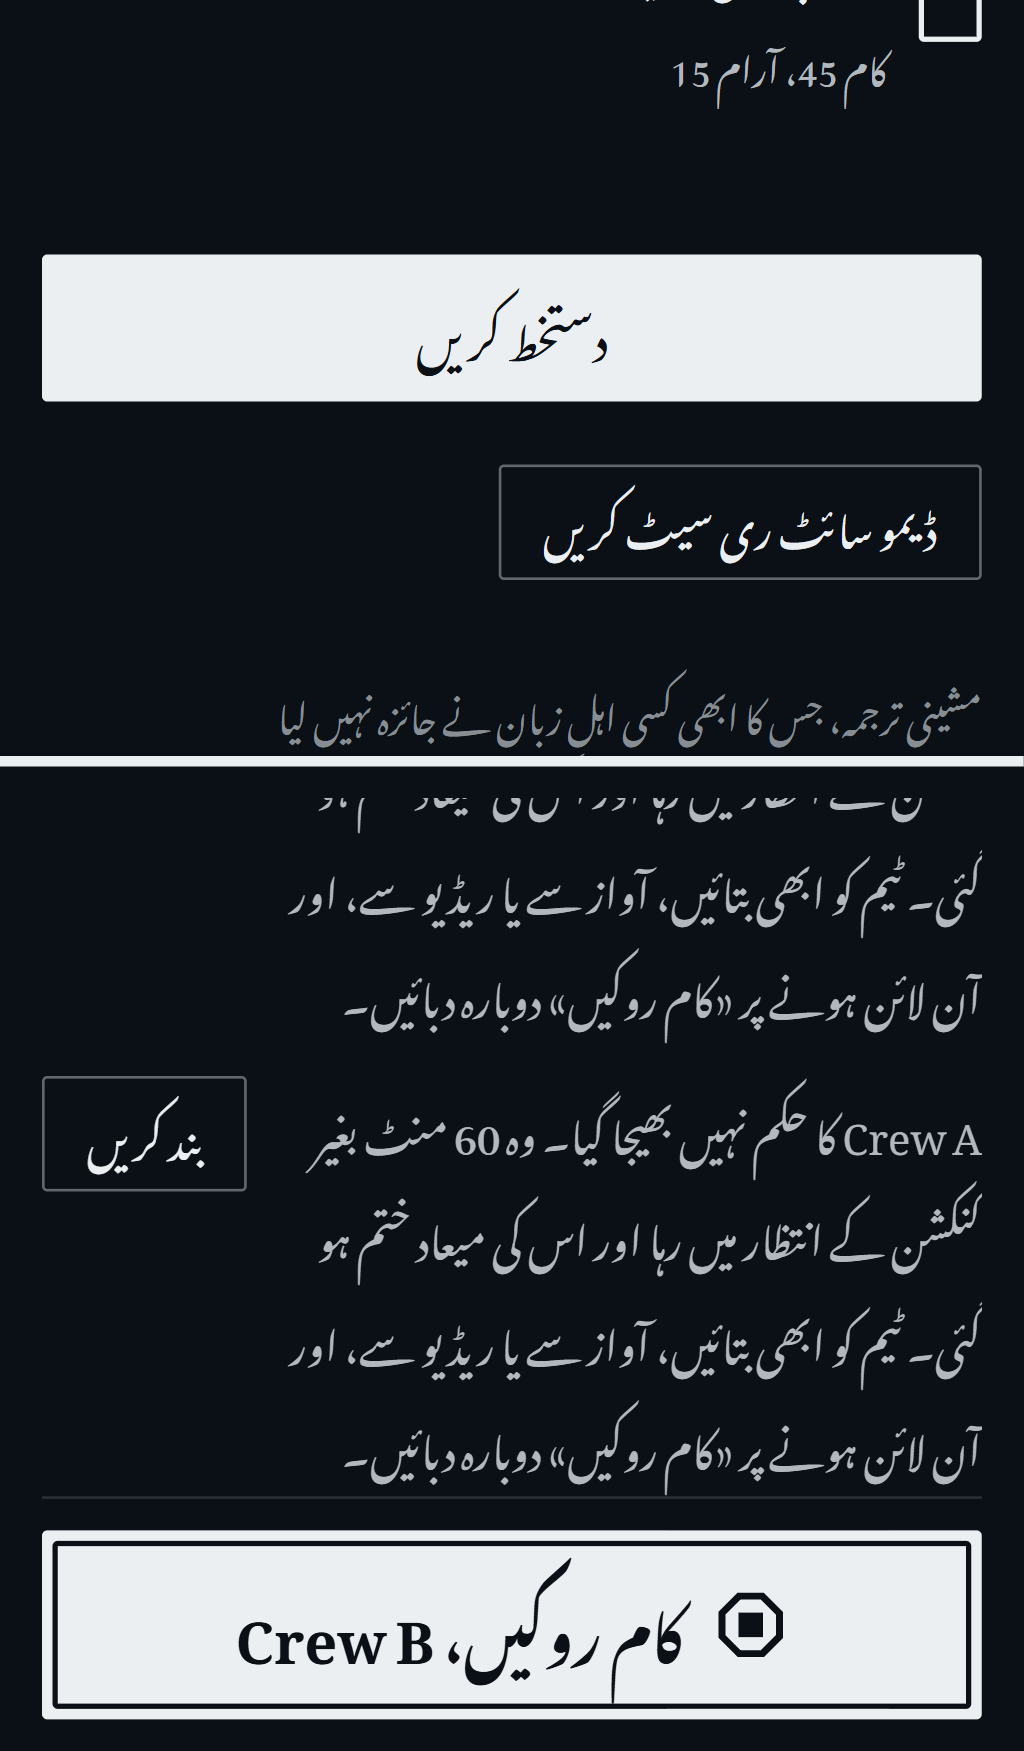 کام 45، آرام 15
دستخط کریں
ڈیمو سائٹ ری سیٹ کریں
مشینی ترجمہ، جس کا ابھی کسی اہلِ زبان نے جائزہ نہیں لیا
گئی۔ ٹیم کو ابھی بتائیں، آواز سے یا ریڈیو سے، اور
آن لائن ہونے پر «کام روکیں» دوبارہ دبائیں۔
Crew A کا حکم نہیں بھیجا گیا۔ وہ 60 منٹ بغیر
بند کریں
کنکشن کے انتظار میں رہا اور اس کی میعاد ختم ہو
گئی۔ ٹیم کو ابھی بتائیں، آواز سے یا ریڈیو سے، اور
آن لائن ہونے پر «کام روکیں» دوبارہ دبائیں۔
کام روکیں، Crew B